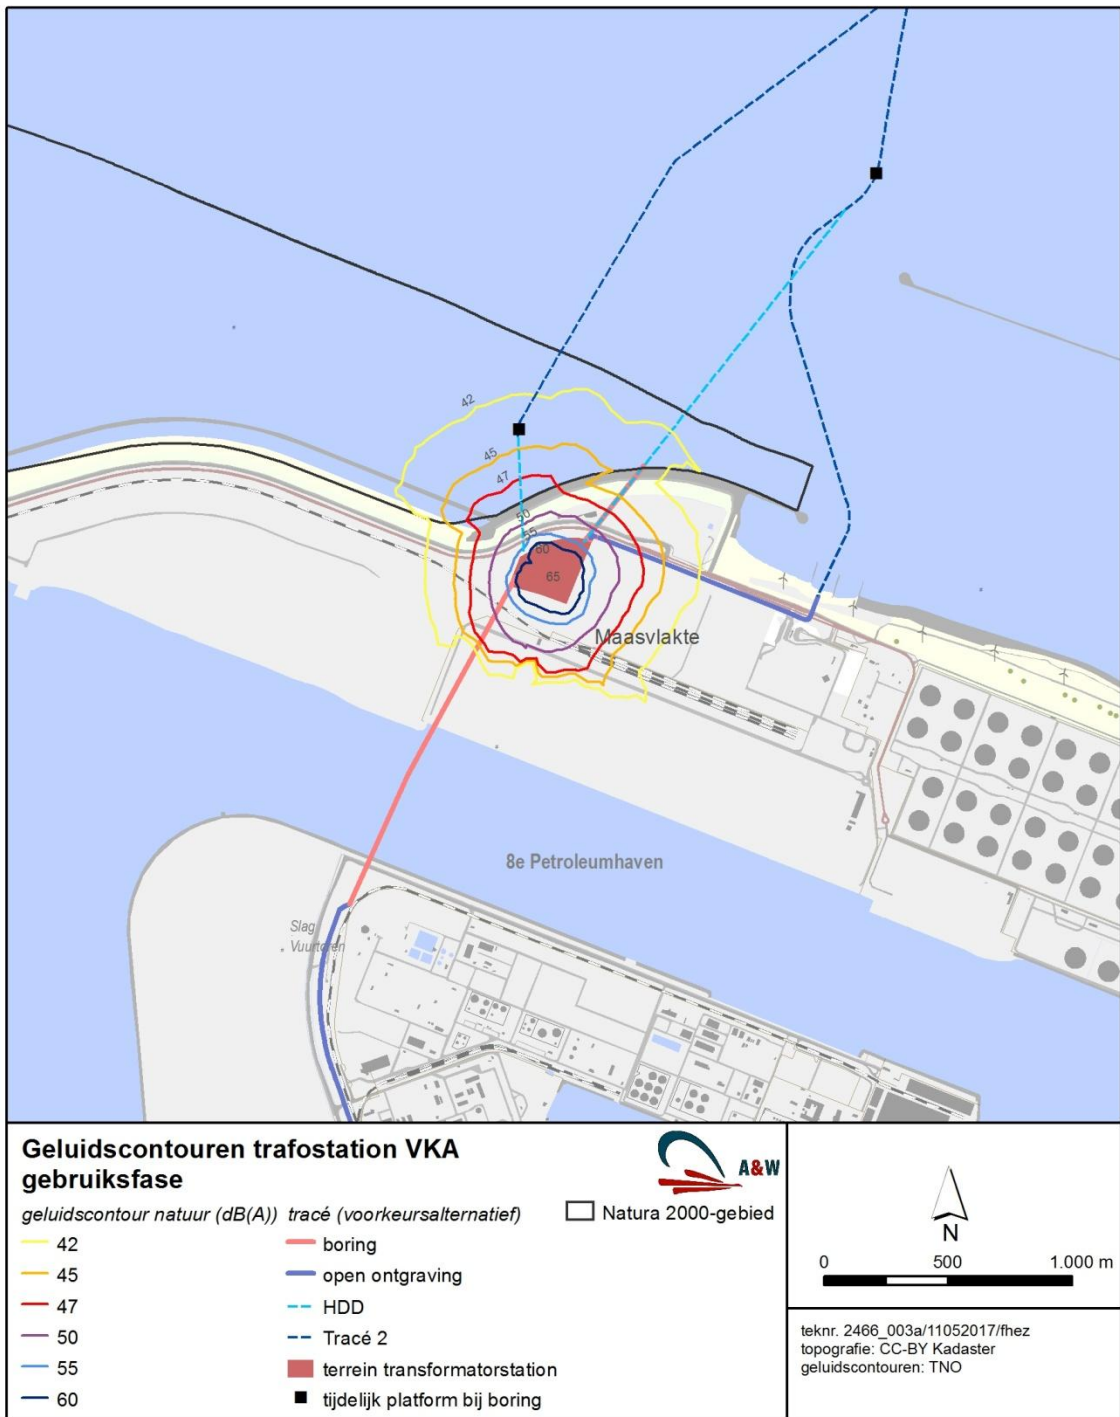 42
45
47
50
55
60
65
Maasvlakte
8e Petroleumhaven
Slag
Vuurtoren
Geluidscontouren trafostation VKA
gebruiksfase
A&W
geluidscontour natuur (dB(A))
42
45
47
50
55
60
tracé (voorkeursalternatief)
boring
open ontgraving
HDD
Tracé 2
terrein transformatorstation
tijdelijk platform bij boring
Natura 2000-gebied
N
0 500 1.000 m
teknr. 2466_003a/11052017/fhez
topografie: CC-BY Kadaster
geluidscontouren: TNO